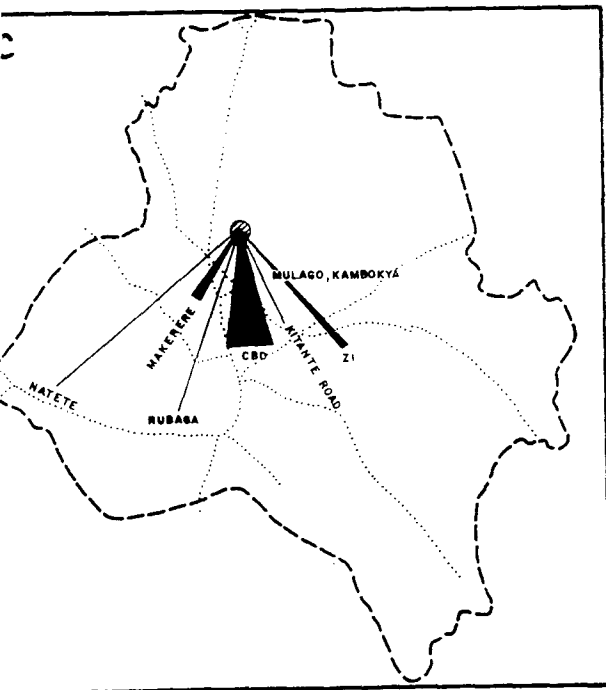 C
MULAGO, KAMBOKYA
MAKERERE
KITANTE ROAD
CBD
ZI
NATETE
RUBAGA